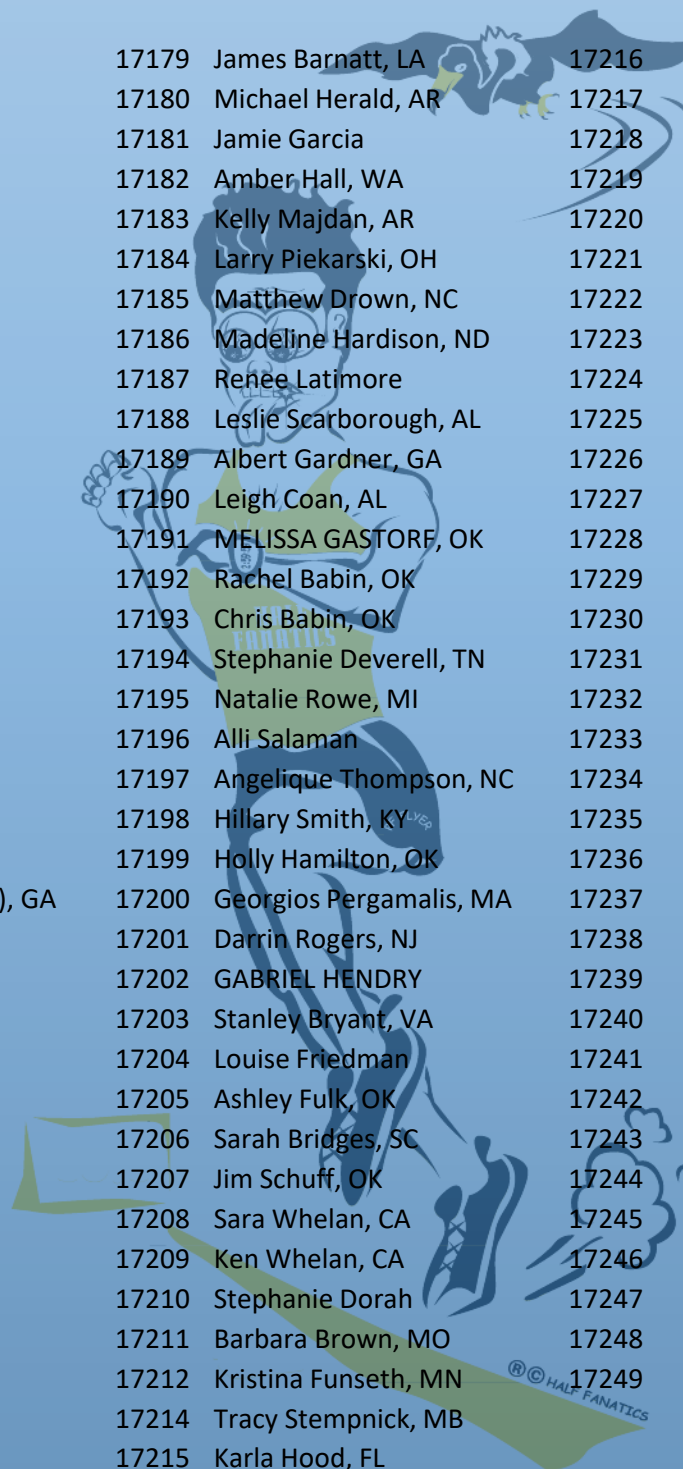 17179 James Barnatt, LA 17216
17180 Michael Herald, AR 17217
17181 Jamie Garcia 17218
17182 Amber Hall, WA 17219
17183 Kelly Majdan, AR 17220
17184 Larry Piekarski, OH 17221
17185 Matthew Drown, NC 17222
17186 Madeline Hardison, ND 17223
17187 Renee Latimore 17224
17188 Leslie Scarborough, AL 17225
17189 Albert Gardner, GA 17226
17190 Leigh Coan, AL 17227
17191 MELISSA GASTORF, OK 17228
17192 Rachel Babin, OK 17229
17193 Chris Babin, OK 17230
17194 Stephanie Deverell, TN 17231
17195 Natalie Rowe, MI 17232
17196 Alli Salaman 17233
17197 Angelique Thompson, NC 17234
17198 Hillary Smith, KY 17235
17199 Holly Hamilton, OK 17236
), GA 17200 Georgios Pergamalis, MA 17237
17201 Darrin Rogers, NJ 17238
17202 GABRIEL HENDRY 17239
17203 Stanley Bryant, VA 17240
17204 Louise Friedman 17241
17205 Ashley Fulk, OK 17242
17206 Sarah Bridges, SC 17243
17207 Jim Schuff, OK 17244
17208 Sara Whelan, CA 17245
17209 Ken Whelan, CA 17246
17210 Stephanie Dorah 17247
17211 Barbara Brown, MO 17248
17212 Kristina Funseth, MN 17249
®© HALF FANATICS
17214 Tracy Stempnick, MB
17215 Karla Hood, FL
HALF
FANATICS